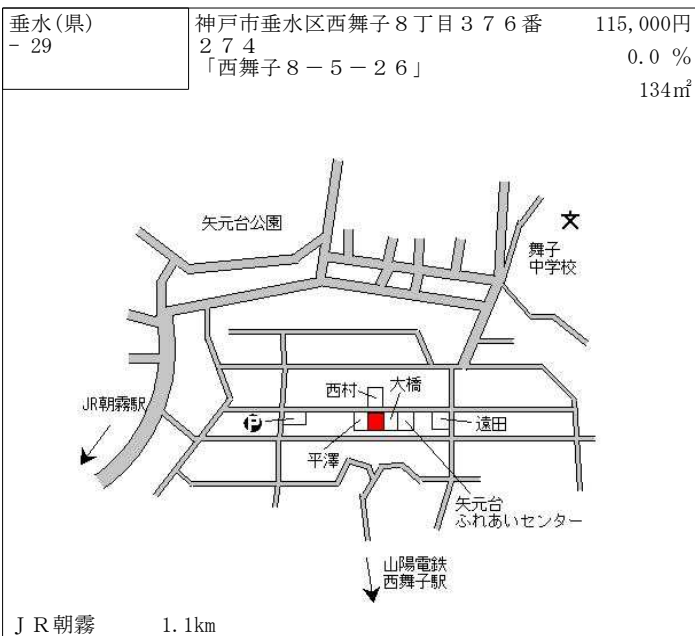 垂水(県)
- 29
神戸市垂水区西舞子８丁目３７６番
２７４
「西舞子８－５－２６」
115,000円
0.0 %
134㎡
矢元台公園
文
舞子
中学校
西村
大橋
JR朝霧駅
P
遠田
平澤
矢元台
ふれあいセンター
山陽電鉄
西舞子駅
ＪＲ朝霧 1.1km